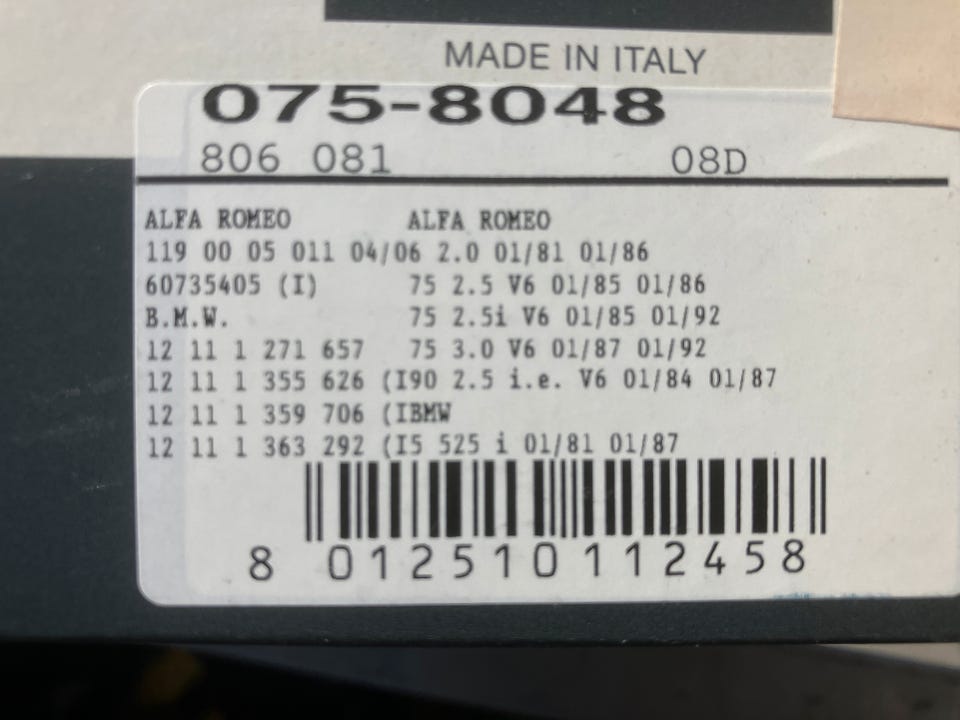 MADE IN ITALY
075-8048
806 081 08D
ALFA ROMEO ALFA ROMEO
119 00 05 011 04/06 2.0 01/81 01/86
60735405 (I) 75 2.5 V6 01/85 01/86
B.M.W. 75 2.5i V6 01/85 01/92
12 11 1 271 657 75 3.0 V6 01/87 01/92
12 11 1 355 626 (I90 2.5 i.e. V6 01/84 01/87
12 11 1 359 706 (IBMW
12 11 1 363 292 (I5 525 i 01/81 01/87
8 012510 112458